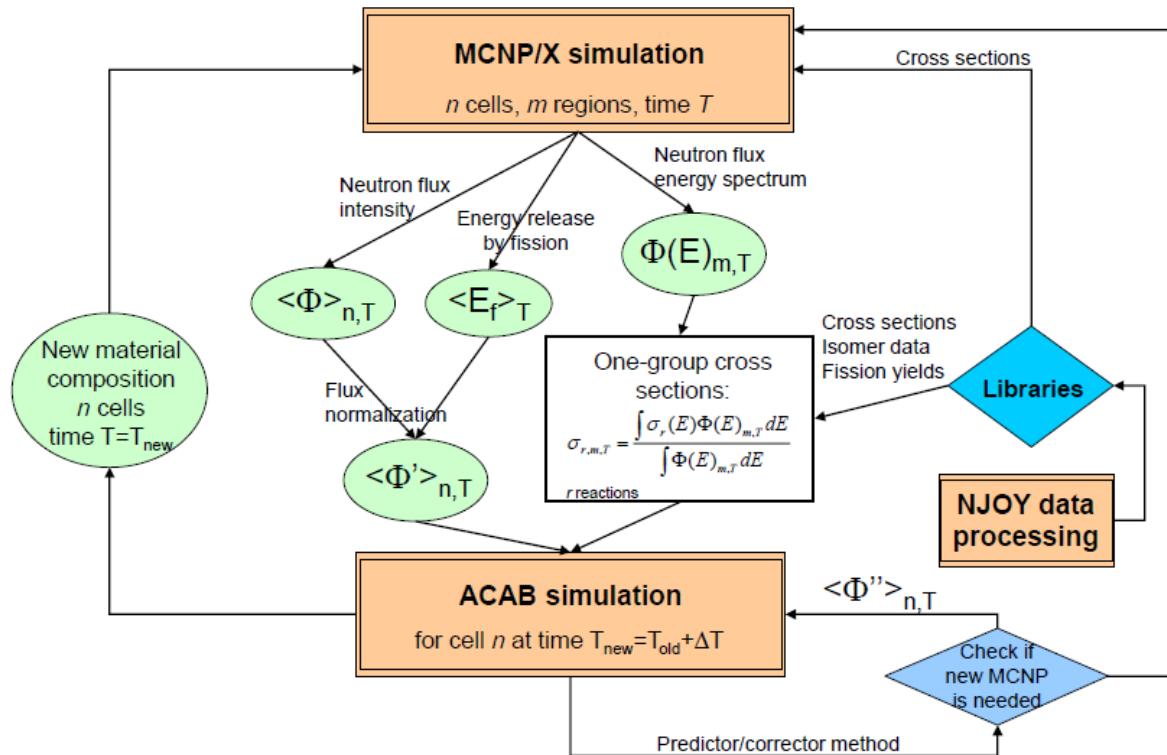 MCNP/X simulation
n cells, m regions, time T
Cross sections
Neutron flux
intensity
Energy release
by fission
Neutron flux
energy spectrum
<Φ>n,T
<Ef>T
Φ(E)m,T
New material
composition
n cells
time T=Tnew
Flux
normalization
<Φ’>n,T
One-group cross
sections:
σr,m,T = ∫σr(E)Φ(E)m,T dE / ∫Φ(E)m,T dE
r reactions
Cross sections
Isomer data
Fission yields
Libraries
NJOY data
processing
ACAB simulation
for cell n at time Tnew=Told+ΔT
<Φ’’>n,T
Check if
new MCNP
is needed
Predictor/corrector method